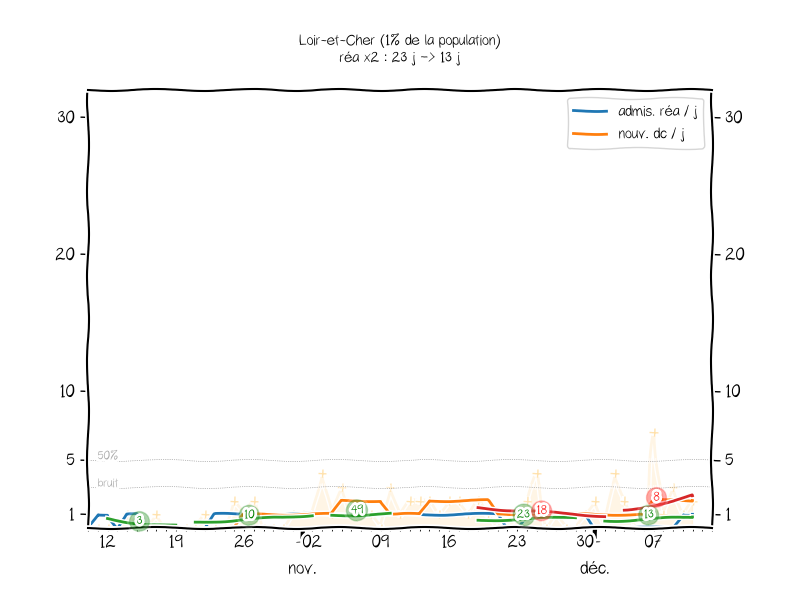 Loir-et-Cher (1% de la population)
réa x2 : 23 j -> 13 j
admis. réa / j
nouv. dc / j
30 30
20 20
10 10
5 5
1 1
50%
bruit
3 10 49 23 18 13 8
12 19 26 02 09 16 23 30 07
nov. déc.